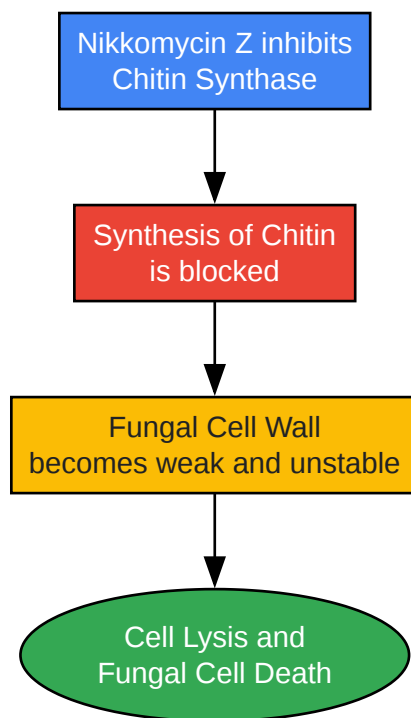 Nikkomycin Z inhibits
Chitin Synthase
Synthesis of Chitin
is blocked
Fungal Cell Wall
becomes weak and unstable
Cell Lysis and
Fungal Cell Death